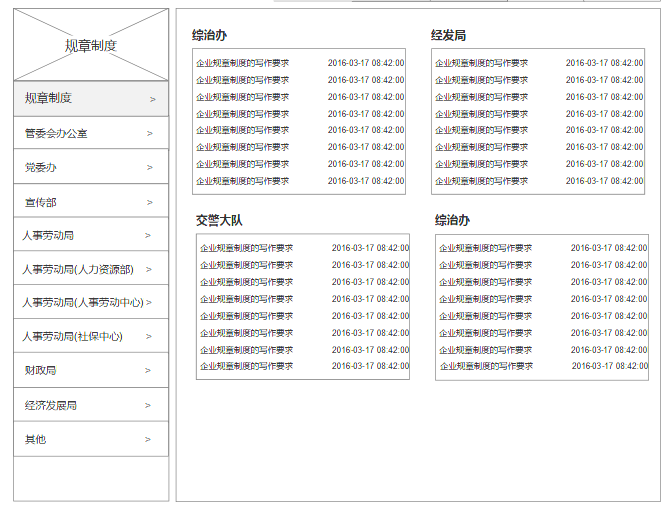 规章制度
规章制度 >
管委会办公室 >
党委办 >
宣传部 >
人事劳动局 >
人事劳动局(人力资源部) >
人事劳动局(人事劳动中心) >
人事劳动局(社保中心) >
财政局 >
经济发展局 >
其他 >
综治办
企业规章制度的写作要求 2016-03-17 08:42:00
企业规章制度的写作要求 2016-03-17 08:42:00
企业规章制度的写作要求 2016-03-17 08:42:00
企业规章制度的写作要求 2016-03-17 08:42:00
企业规章制度的写作要求 2016-03-17 08:42:00
企业规章制度的写作要求 2016-03-17 08:42:00
企业规章制度的写作要求 2016-03-17 08:42:00
企业规章制度的写作要求 2016-03-17 08:42:00
经发局
企业规章制度的写作要求 2016-03-17 08:42:00
企业规章制度的写作要求 2016-03-17 08:42:00
企业规章制度的写作要求 2016-03-17 08:42:00
企业规章制度的写作要求 2016-03-17 08:42:00
企业规章制度的写作要求 2016-03-17 08:42:00
企业规章制度的写作要求 2016-03-17 08:42:00
企业规章制度的写作要求 2016-03-17 08:42:00
企业规章制度的写作要求 2016-03-17 08:42:00
交警大队
企业规章制度的写作要求 2016-03-17 08:42:00
企业规章制度的写作要求 2016-03-17 08:42:00
企业规章制度的写作要求 2016-03-17 08:42:00
企业规章制度的写作要求 2016-03-17 08:42:00
企业规章制度的写作要求 2016-03-17 08:42:00
企业规章制度的写作要求 2016-03-17 08:42:00
企业规章制度的写作要求 2016-03-17 08:42:00
企业规章制度的写作要求 2016-03-17 08:42:00
综治办
企业规章制度的写作要求 2016-03-17 08:42:00
企业规章制度的写作要求 2016-03-17 08:42:00
企业规章制度的写作要求 2016-03-17 08:42:00
企业规章制度的写作要求 2016-03-17 08:42:00
企业规章制度的写作要求 2016-03-17 08:42:00
企业规章制度的写作要求 2016-03-17 08:42:00
企业规章制度的写作要求 2016-03-17 08:42:00
企业规章制度的写作要求 2016-03-17 08:42:00